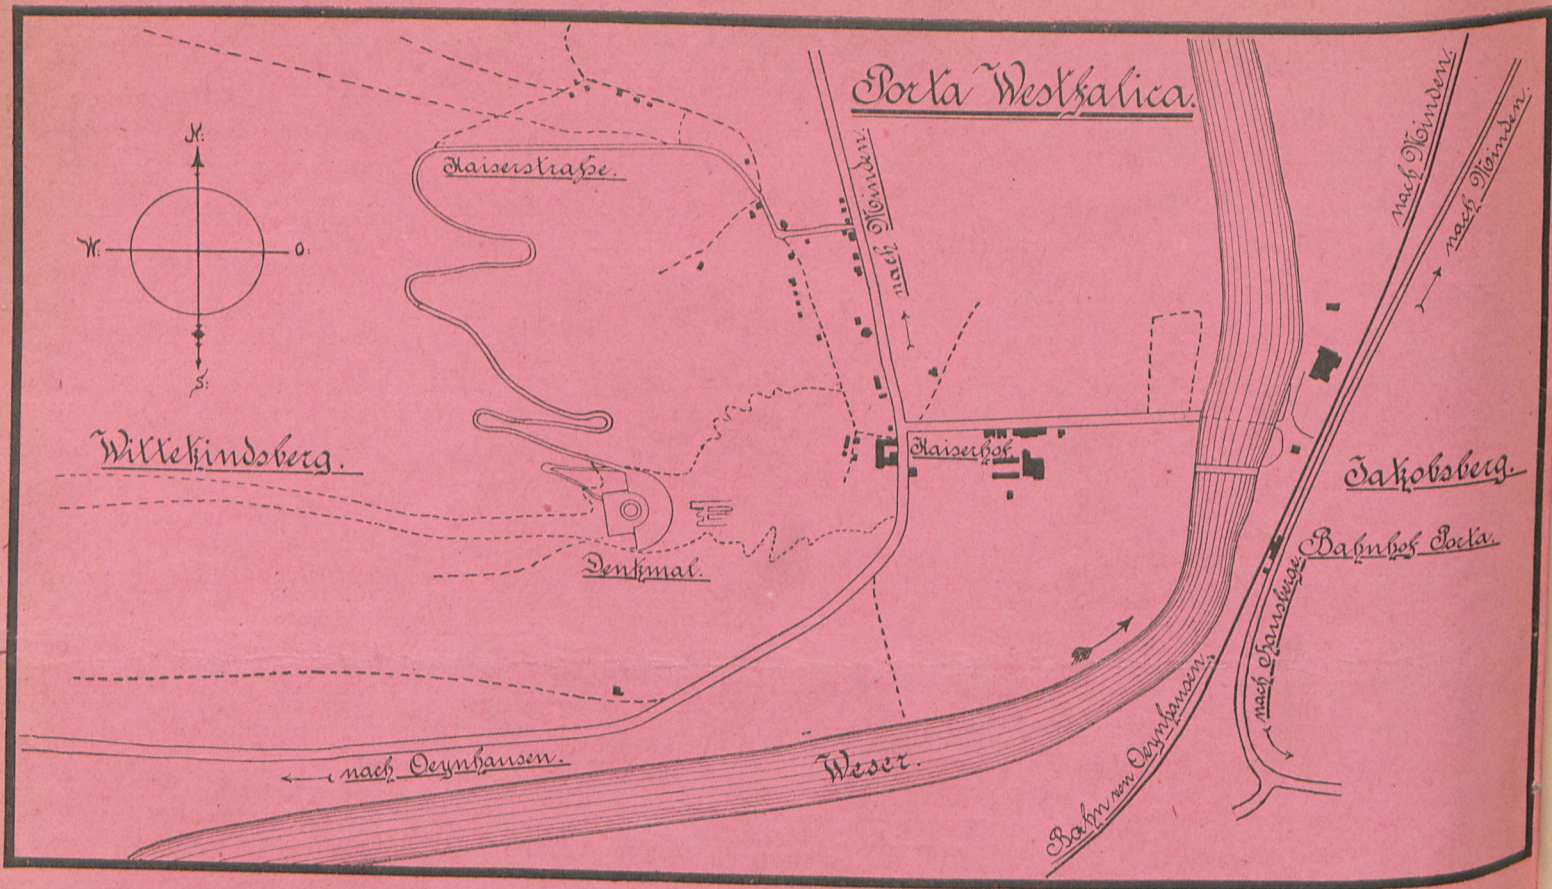 Porta Westfalica.
nach Minden.
nach Minden.
nach Minden.
Kaiserstraße.
N:
W:
O:
S:
Wittekindsberg.
Kaiserhof
Jakobsberg.
Bahnhof Porta.
Denkmal.
nach Hausberge.
Bahn von Oeynhausen.
nach Oeynhausen.
Weser.